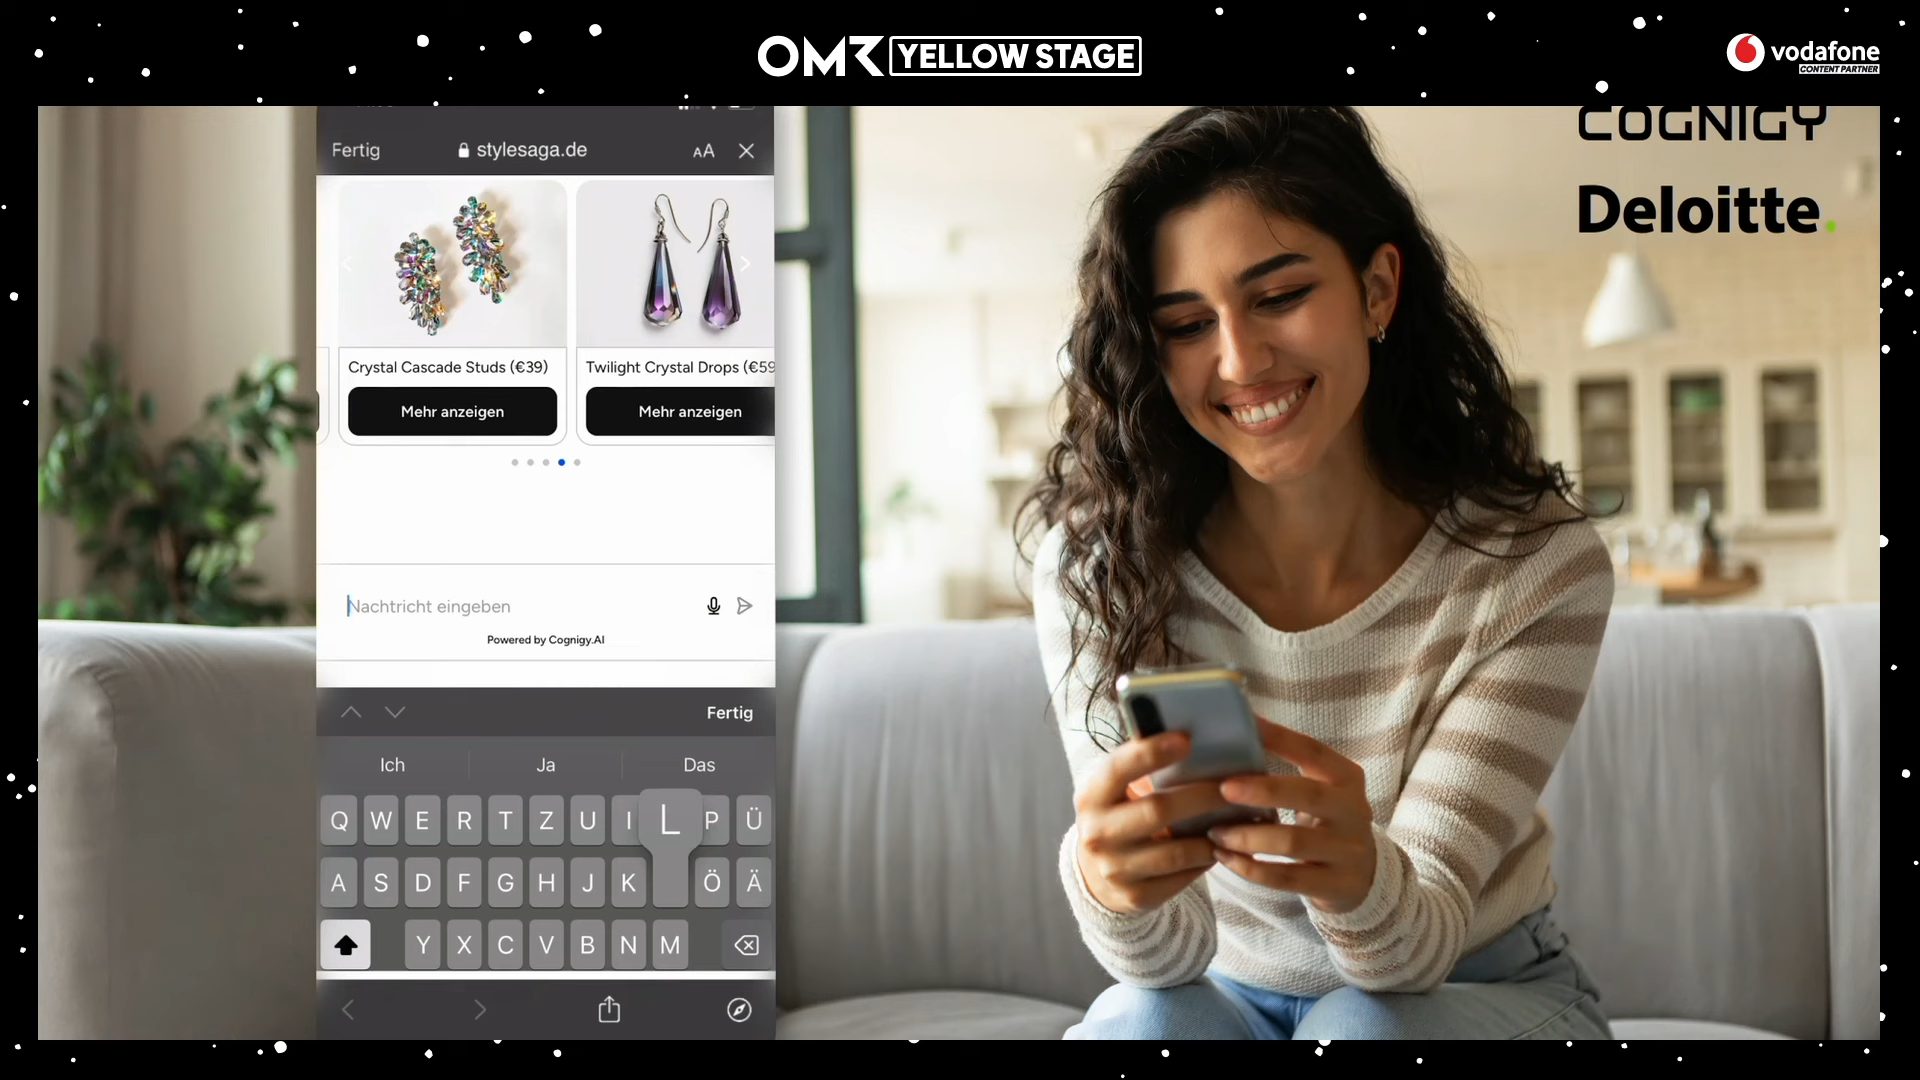 OMR YELLOW STAGE
vodafone
CONTENT PARTNER
COGNIGY
Deloitte.
Fertig
stylesaga.de
AA
Crystal Cascade Studs (€39)
Twilight Crystal Drops (€59
Mehr anzeigen
Mehr anzeigen
Nachtricht eingeben
Powered by Cognigy.AI
Fertig
Ich Ja Das
Q W E R T Z U I L P Ü
A S D F G H J K Ö Ä
Y X C V B N M